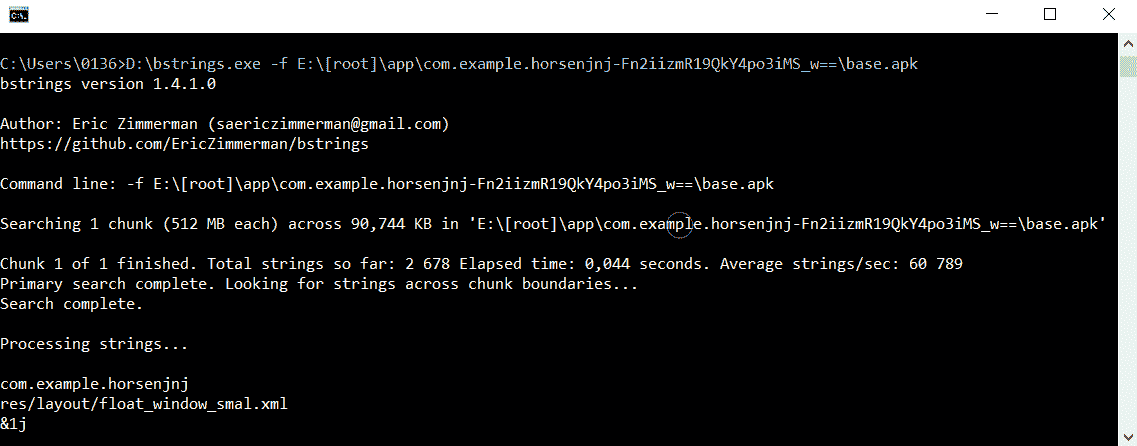 C:\Users\0136>D:\bstrings.exe -f E:\[root]\app\com.example.horsenjnj-Fn2iizmR19QkY4po3iMS_w==\base.apk
bstrings version 1.4.1.0
Author: Eric Zimmerman (saericzimmerman@gmail.com)
https://github.com/EricZimmerman/bstrings
Command line: -f E:\[root]\app\com.example.horsenjnj-Fn2iizmR19QkY4po3iMS_w==\base.apk
Searching 1 chunk (512 MB each) across 90,744 KB in 'E:\[root]\app\com.example.horsenjnj-Fn2iizmR19QkY4po3iMS_w==\base.apk'
Chunk 1 of 1 finished. Total strings so far: 2 678 Elapsed time: 0,044 seconds. Average strings/sec: 60 789
Primary search complete. Looking for strings across chunk boundaries...
Search complete.
Processing strings...
com.example.horsenjnj
res/layout/float_window_smal.xml
&1j